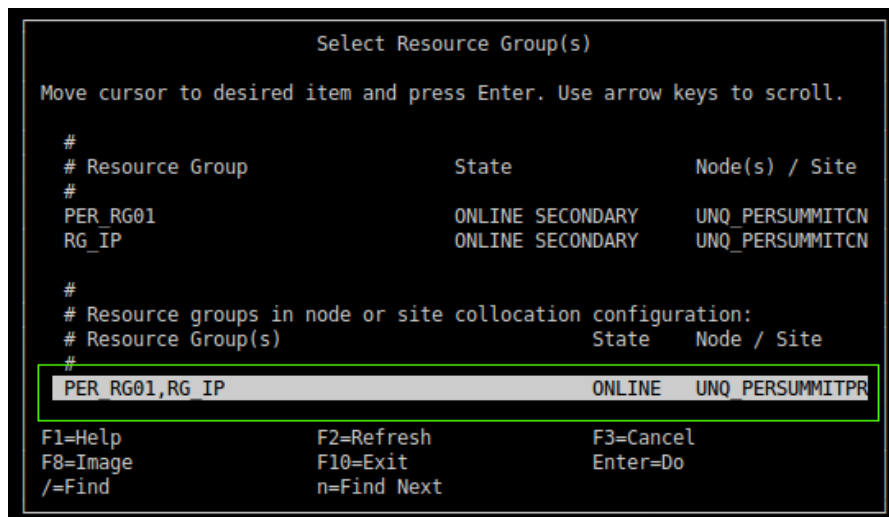 Select Resource Group(s)
Move cursor to desired item and press Enter. Use arrow keys to scroll.
#
# Resource Group State Node(s) / Site
#
PER_RG01 ONLINE SECONDARY UNQ_PERSUMMITCN
RG_IP ONLINE SECONDARY UNQ_PERSUMMITCN
#
# Resource groups in node or site collocation configuration:
# Resource Group(s) State Node / Site
#
PER_RG01,RG_IP ONLINE UNQ_PERSUMMITPR
F1=Help F2=Refresh F3=Cancel
F8=Image F10=Exit Enter=Do
/=Find n=Find Next